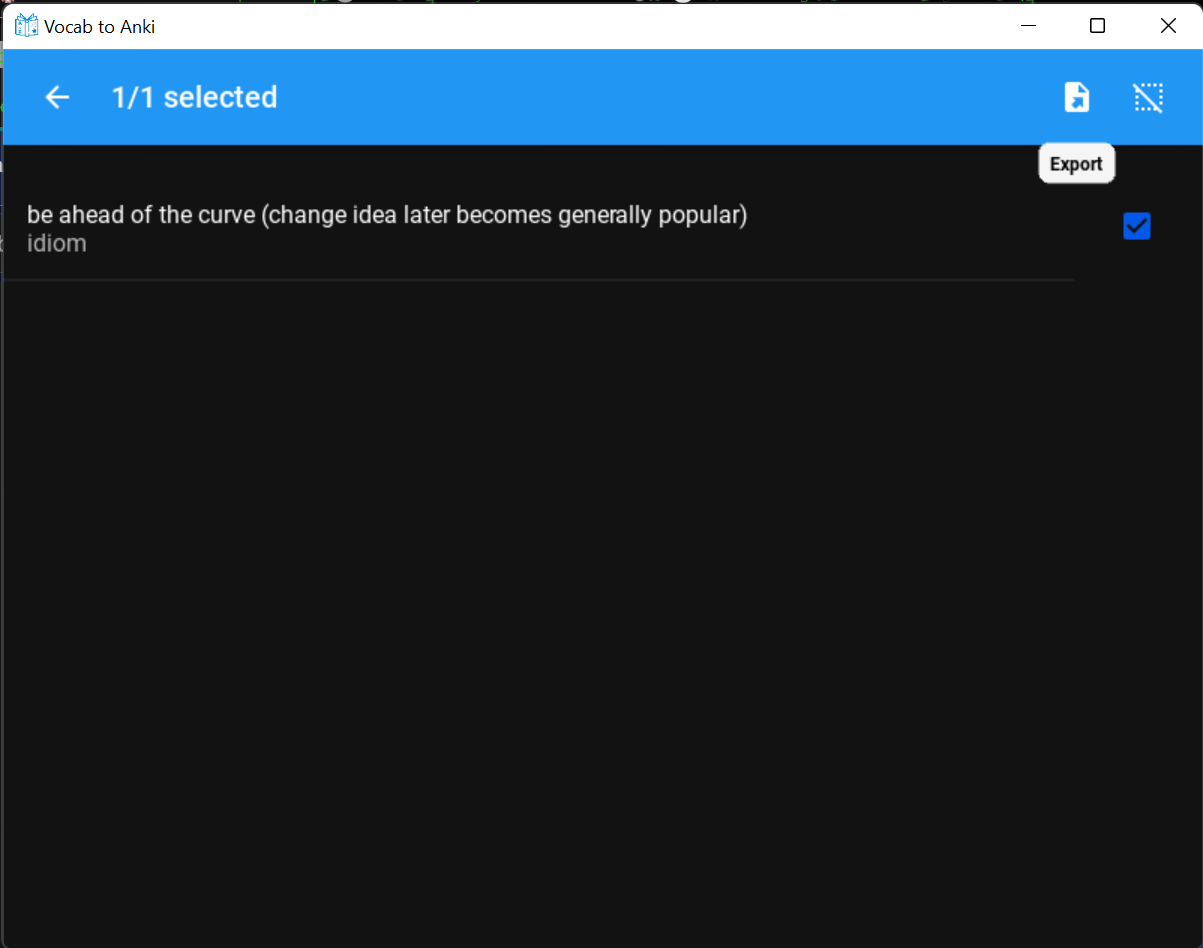 Vocab to Anki
1/1 selected
Export
be ahead of the curve (change idea later becomes generally popular)
idiom